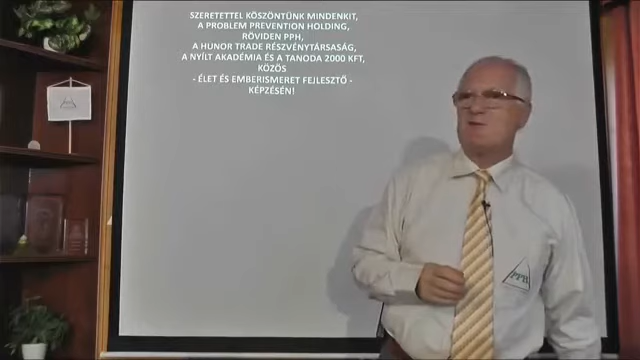 SZERETETTEL KÖSZÖNTÜNK MINDENKIT,
A PROBLEM PREVENTION HOLDING,
RÖVIDEN PPH,
A HUNOR TRADE RÉSZVÉNYTÁRSASÁG,
A NYÍLT AKADÉMIA ÉS A TANODA 2000 KFT,
KÖZÖS
- ÉLET ÉS EMBERISMERET FEJLESZTŐ -
KÉPZÉSÉN!
PPH